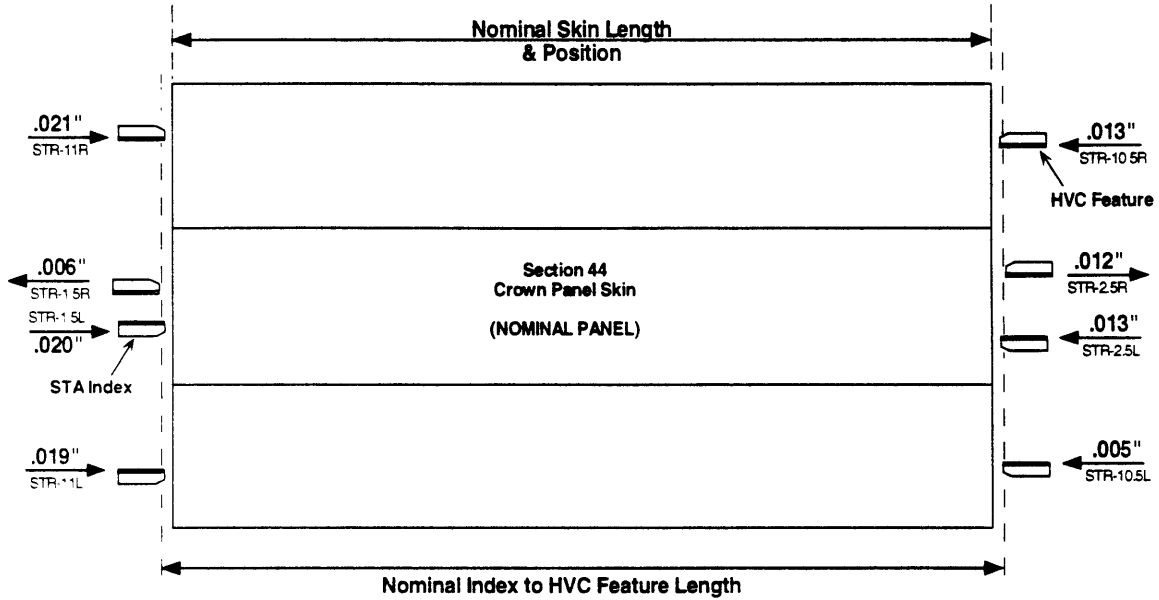 Nominal Skin Length
& Position
.021"
STR-11R
.013"
STR-10.5R
HVC Feature
.006"
STR-1.5R
STR-1.5L
.020"
STA Index
Section 44
Crown Panel Skin
(NOMINAL PANEL)
.012"
STR-2.5R
.013"
STR-2.5L
.019"
STR-11L
.005"
STR-10.5L
Nominal Index to HVC Feature Length